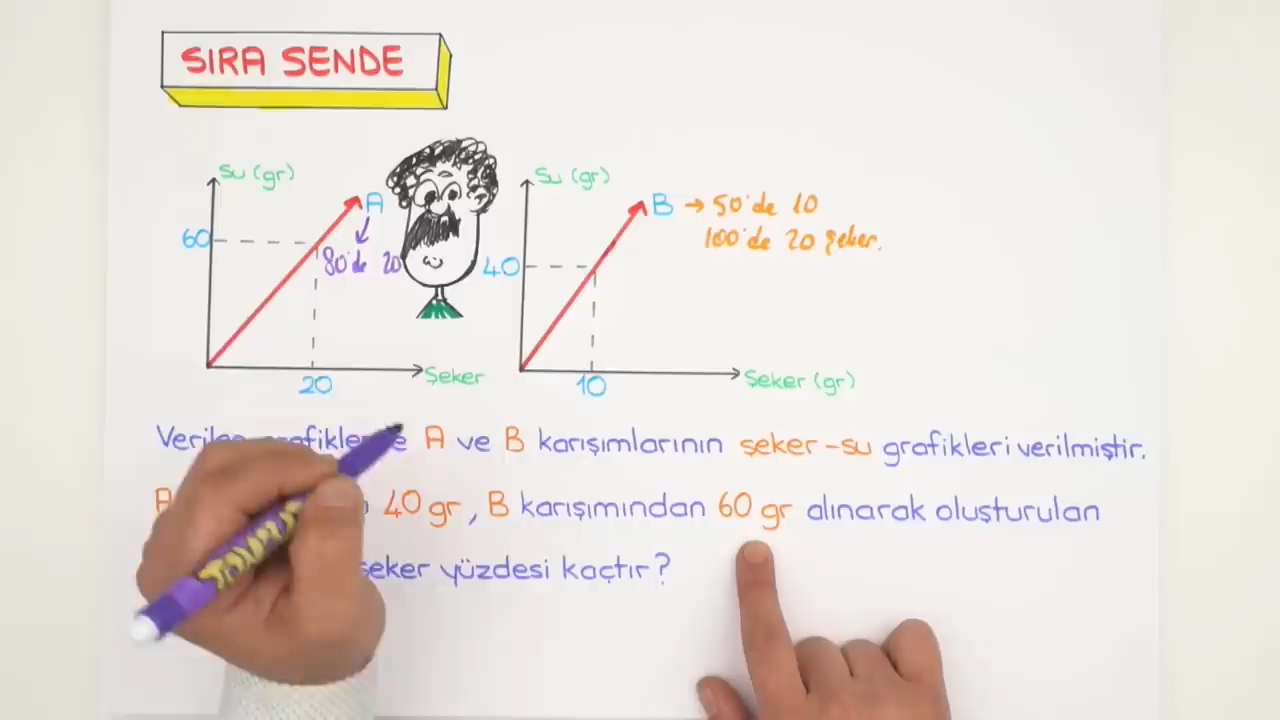 SIRA SENDE
Su (gr)
A
60
80'de 20
20
Şeker
Su (gr)
B → 50'de 10
100'de 20 şeker.
40
10
Şeker (gr)
A ve B karışımlarının şeker-su grafikleri verilmiştir.
40 gr, B karışımından 60 gr alınarak oluşturulan
şeker yüzdesi kaçtır?